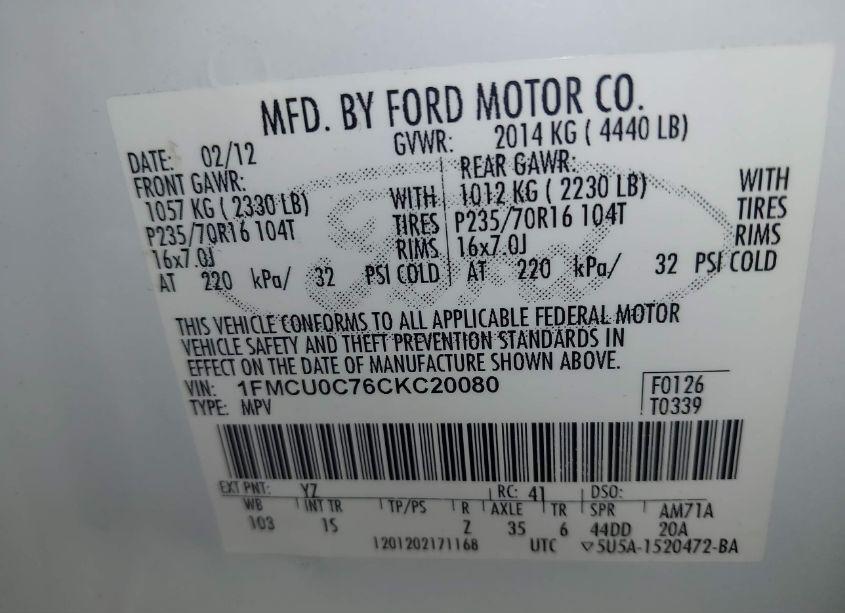 MFD. BY FORD MOTOR CO.
DATE: 02/12 GVWR: 2014 KG ( 4440 LB)
FRONT GAWR: REAR GAWR:
1057 KG ( 2330 LB) WITH 1012 KG ( 2230 LB) WITH
P235/70R16 104T TIRES P235/70R16 104T TIRES
16x7.0J RIMS 16x7.0J RIMS
AT 220 kPa/ 32 PSI COLD AT 220 kPa/ 32 PSI COLD
THIS VEHICLE CONFORMS TO ALL APPLICABLE FEDERAL MOTOR
VEHICLE SAFETY AND THEFT PREVENTION STANDARDS IN
EFFECT ON THE DATE OF MANUFACTURE SHOWN ABOVE.
VIN: 1FMCU0C76CKC20080 F0126
TYPE: MPV T0339
EXT PNT: YZ RC: 41 DSO:
WB INT TR TP/PS R AXLE TR SPR AM71A
103 1S Z 35 6 44DD 20A
1201202171168 UTC ▽5U5A-1520472-BA